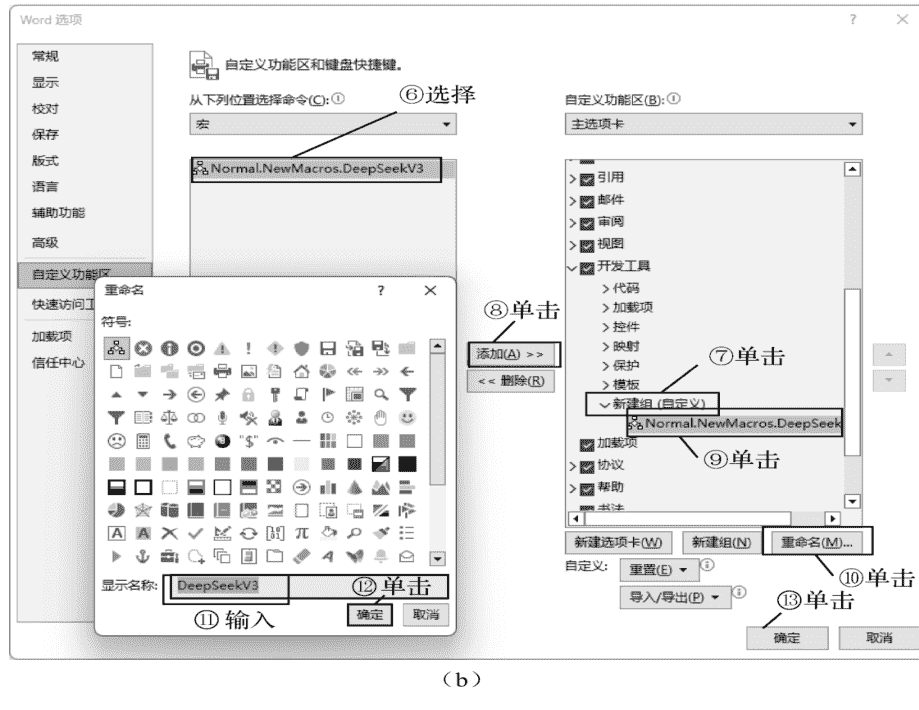 Word 选项
常规
显示
校对
保存
版式
语言
辅助功能
高级
自定义功能区
快速访问工
加载项
信任中心
自定义功能区和键盘快捷键。
从下列位置选择命令(C):
⑥选择
宏
Normal.NewMacros.DeepSeekV3
自定义功能区(B):
主选项卡
引用
邮件
审阅
视图
开发工具
代码
加载项
控件
映射
保护
模板
⑦单击
新建组 (自定义)
Normal.NewMacros.DeepSeek
⑨单击
加载项
协议
帮助
书法
⑧单击
添加(A) >>
<< 删除(R)
新建选项卡(W)
新建组(N)
重命名(M)...
⑩单击
自定义:
重置(E)
导入/导出(P)
⑬单击
确定
取消
重命名
符号:
显示名称:
DeepSeekV3
⑪输入
⑫单击
确定
取消
(b)